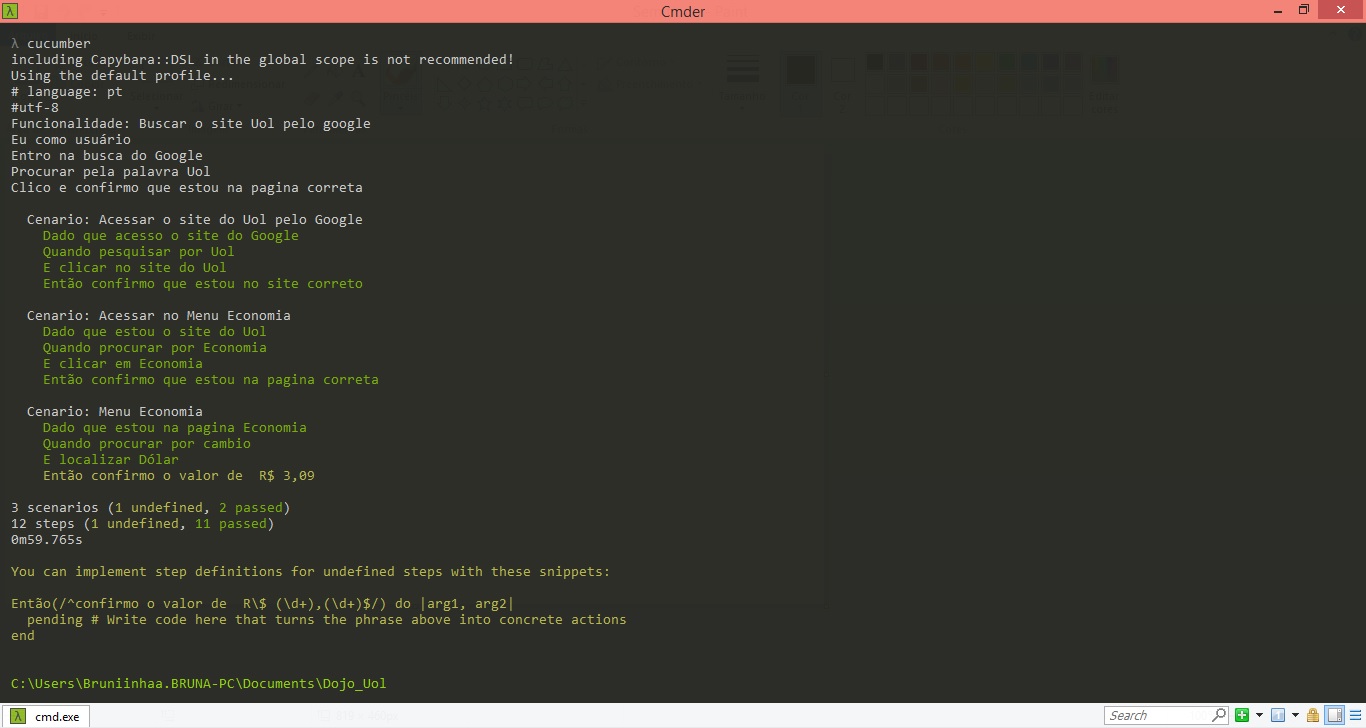 Cmder
λ cucumber
including Capybara::DSL in the global scope is not recommended!
Using the default profile...
# language: pt
#utf-8
Funcionalidade: Buscar o site Uol pelo google
Eu como usuário
Entro na busca do Google
Procurar pela palavra Uol
Clico e confirmo que estou na pagina correta
Cenario: Acessar o site do Uol pelo Google
Dado que acesso o site do Google
Quando pesquisar por Uol
E clicar no site do Uol
Então confirmo que estou no site correto
Cenario: Acessar no Menu Economia
Dado que estou o site do Uol
Quando procurar por Economia
E clicar em Economia
Então confirmo que estou na pagina correta
Cenario: Menu Economia
Dado que estou na pagina Economia
Quando procurar por cambio
E localizar Dólar
Então confirmo o valor de  R$ 3,09
3 scenarios (1 undefined, 2 passed)
12 steps (1 undefined, 11 passed)
0m59.765s
You can implement step definitions for undefined steps with these snippets:
Então(/^confirmo o valor de  R\$ (\d+),(\d+)$/) do |arg1, arg2|
pending # Write code here that turns the phrase above into concrete actions
end
C:\Users\Bruniinhaa.BRUNA-PC\Documents\Dojo_Uol
λ cmd.exe
Search